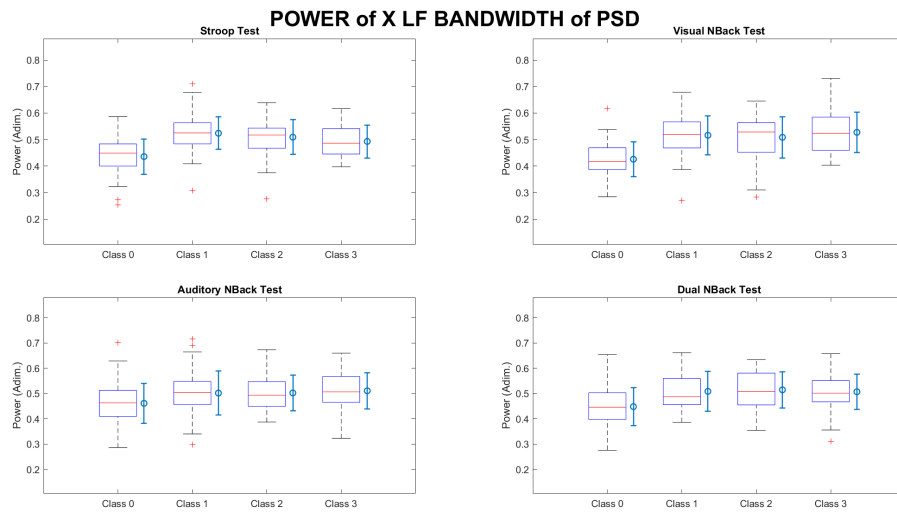 POWER of X LF BANDWIDTH of PSD
Stroop Test
Power (Adim.)
0.8
0.7
0.6
0.5
0.4
0.3
0.2
Class 0 Class 1 Class 2 Class 3
Visual NBack Test
Power (Adim.)
0.8
0.7
0.6
0.5
0.4
0.3
0.2
Class 0 Class 1 Class 2 Class 3
Auditory NBack Test
Power (Adim.)
0.8
0.7
0.6
0.5
0.4
0.3
0.2
Class 0 Class 1 Class 2 Class 3
Dual NBack Test
Power (Adim.)
0.8
0.7
0.6
0.5
0.4
0.3
0.2
Class 0 Class 1 Class 2 Class 3